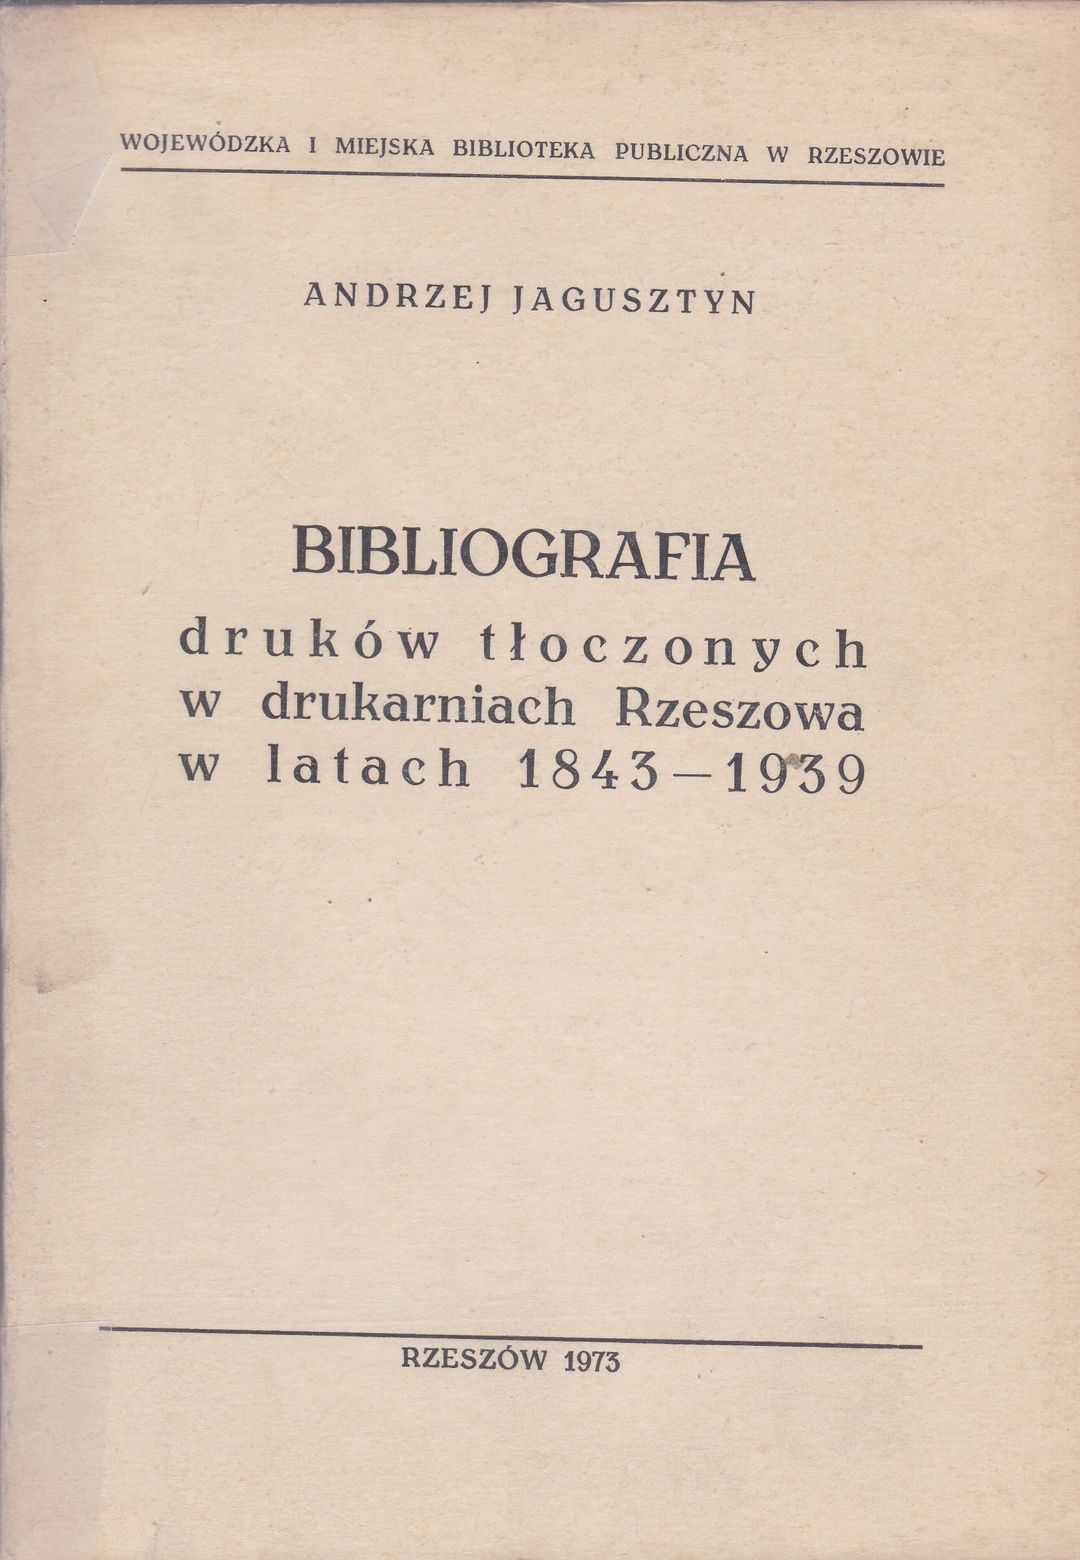 WOJEWÓDZKA I MIEJSKA BIBLIOTEKA PUBLICZNA W RZESZOWIE
ANDRZEJ JAGUSZTYN
BIBLIOGRAFIA
druków tłoczonych
w drukarniach Rzeszowa
w latach 1843—1939
RZESZÓW 1973